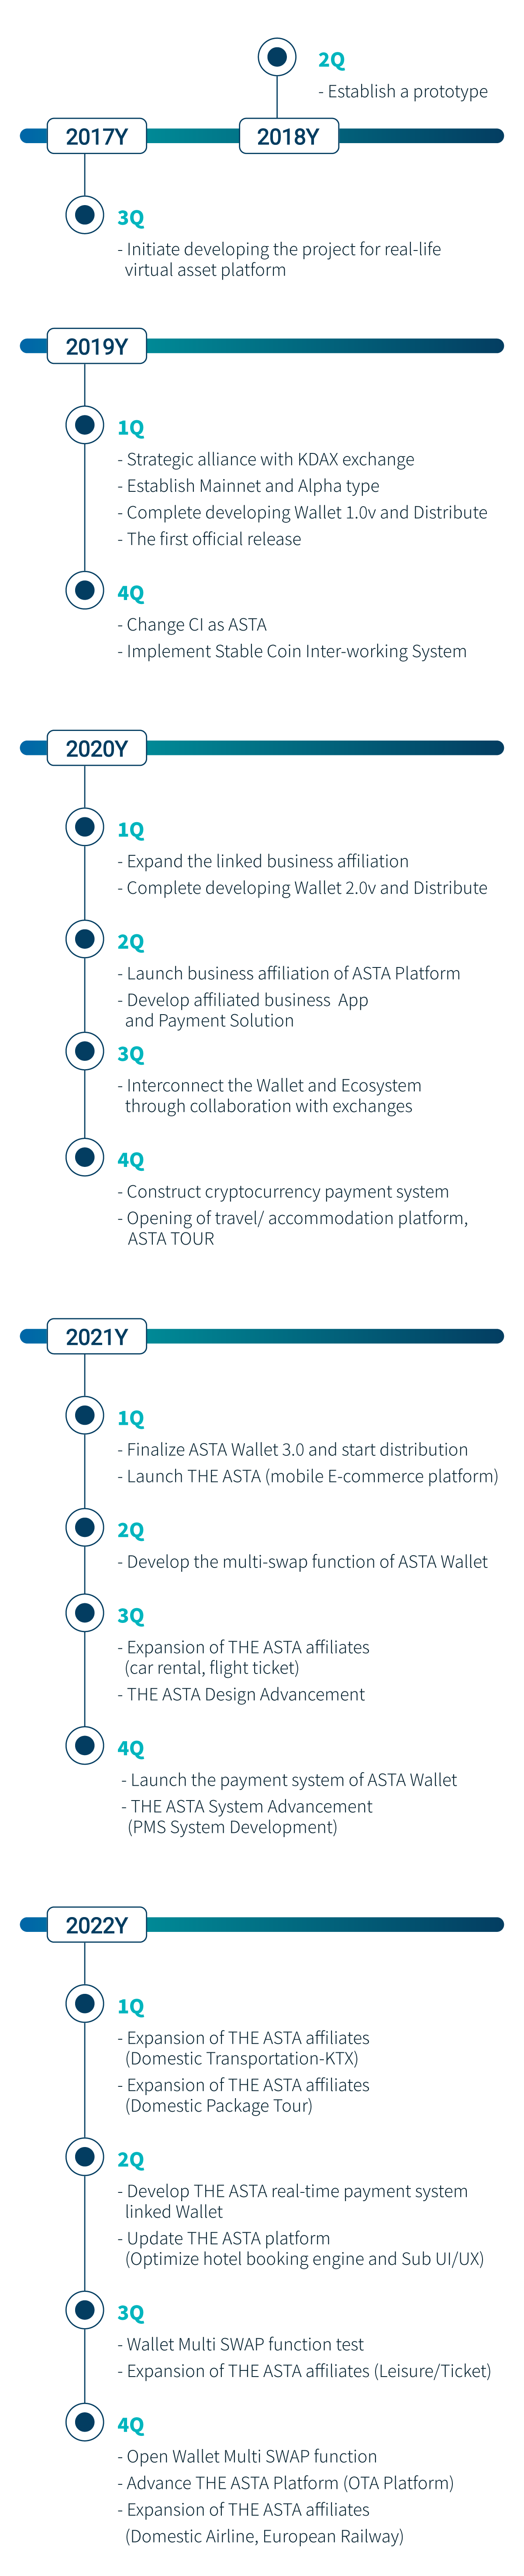 2Q
- Establish a prototype
2017Y
2018Y
3Q
- Initiate developing the project for real-life
virtual asset platform
2019Y
1Q
- Strategic alliance with KDAX exchange
- Establish Mainnet and Alpha type
- Complete developing Wallet 1.0v and Distribute
- The first official release
4Q
- Change CI as ASTA
- Implement Stable Coin Inter-working System
2020Y
1Q
- Expand the linked business affiliation
- Complete developing Wallet 2.0v and Distribute
2Q
- Launch business affiliation of ASTA Platform
- Develop affiliated business  App
and Payment Solution
3Q
- Interconnect the Wallet and Ecosystem
through collaboration with exchanges
4Q
- Construct cryptocurrency payment system
- Opening of travel/ accommodation platform,
ASTA TOUR
2021Y
1Q
- Finalize ASTA Wallet 3.0 and start distribution
- Launch THE ASTA (mobile E-commerce platform)
2Q
- Develop the multi-swap function of ASTA Wallet
3Q
- Expansion of THE ASTA affiliates
(car rental, flight ticket)
- THE ASTA Design Advancement
4Q
- Launch the payment system of ASTA Wallet
- THE ASTA System Advancement
(PMS System Development)
2022Y
1Q
- Expansion of THE ASTA affiliates
(Domestic Transportation-KTX)
- Expansion of THE ASTA affiliates
(Domestic Package Tour)
2Q
- Develop THE ASTA real-time payment system
linked Wallet
- Update THE ASTA platform
(Optimize hotel booking engine and Sub UI/UX)
3Q
- Wallet Multi SWAP function test
- Expansion of THE ASTA affiliates (Leisure/Ticket)
4Q
- Open Wallet Multi SWAP function
- Advance THE ASTA Platform (OTA Platform)
- Expansion of THE ASTA affiliates
(Domestic Airline, European Railway)